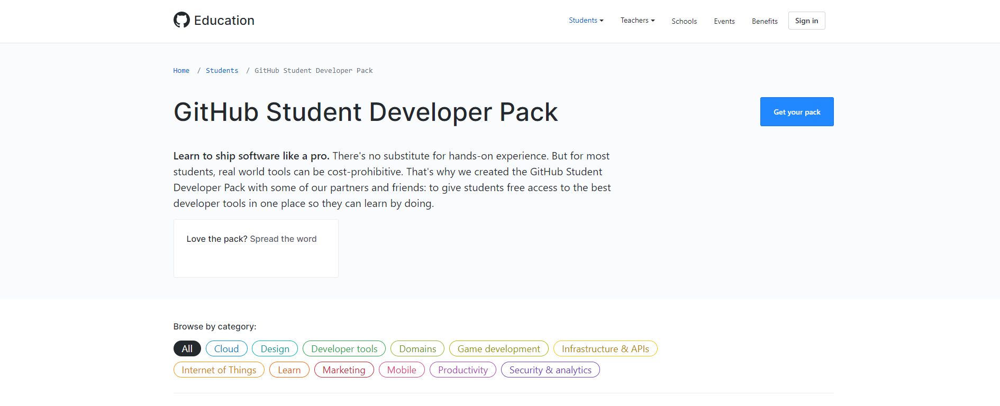 Education
Students Teachers Schools Events Benefits Sign in
Home / Students / GitHub Student Developer Pack
GitHub Student Developer Pack
Get your pack
Learn to ship software like a pro. There's no substitute for hands-on experience. But for most
students, real world tools can be cost-prohibitive. That's why we created the GitHub Student
Developer Pack with some of our partners and friends: to give students free access to the best
developer tools in one place so they can learn by doing.
Love the pack? Spread the word
Browse by category:
All Cloud Design Developer tools Domains Game development Infrastructure & APIs
Internet of Things Learn Marketing Mobile Productivity Security & analytics